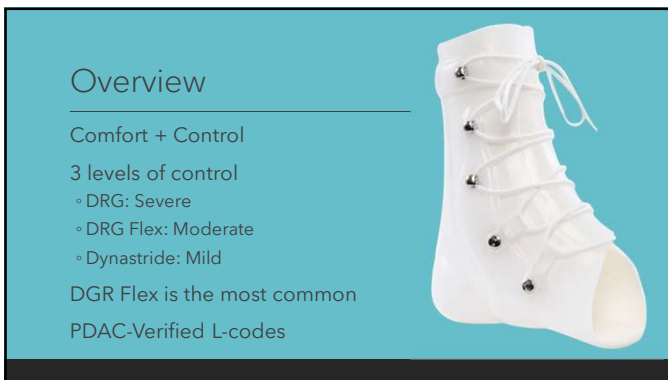 Overview
Comfort + Control
3 levels of control
◦ DRG: Severe
◦ DRG Flex: Moderate
◦ Dynastride: Mild
DGR Flex is the most common
PDAC-Verified L-codes